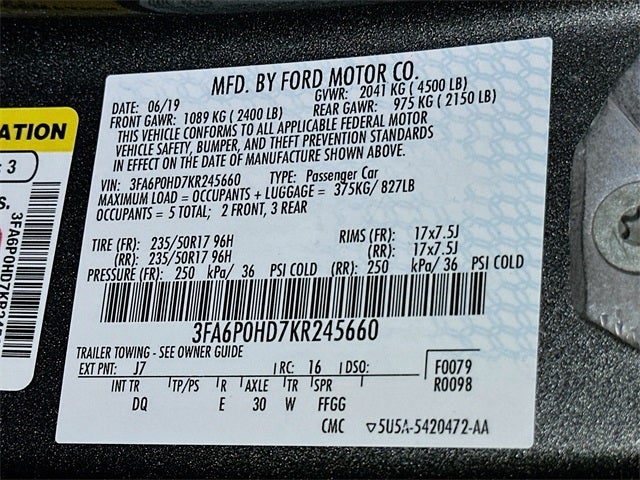 MFD. BY FORD MOTOR CO.
DATE: 06/19 GVWR: 2041 KG (4500 LB)
FRONT GAWR: 1089 KG (2400 LB) REAR GAWR: 975 KG (2150 LB)
THIS VEHICLE CONFORMS TO ALL APPLICABLE FEDERAL MOTOR
VEHICLE SAFETY, BUMPER, AND THEFT PREVENTION STANDARDS
IN EFFECT ON THE DATE OF MANUFACTURE SHOWN ABOVE.
VIN: 3FA6P0HD7KR245660 TYPE: Passenger Car
MAXIMUM LOAD = OCCUPANTS + LUGGAGE = 375KG/ 827LB
OCCUPANTS = 5 TOTAL; 2 FRONT, 3 REAR
TIRE (FR): 235/50R17 96H RIMS (FR): 17x7.5J
(RR): 235/50R17 96H (RR): 17x7.5J
PRESSURE (FR): 250 kPa/ 36 PSI COLD (RR): 250 kPa/ 36 PSI COLD
3FA6P0HD7KR245660
TRAILER TOWING - SEE OWNER GUIDE
EXT PNT: J7 RC: 16 DSO: F0079
INT TR TP/PS R AXLE TR SPR R0098
DQ E 30 W FFGG
CMC ▽5U5A-5420472-AA
ATION
: 3
s.
3FA6P0HD7KR24